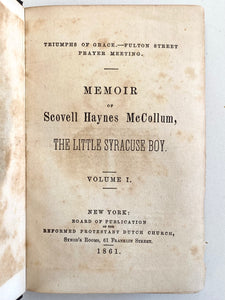 TRIUMPHS OF GRACE.—FULTON STREET
PRAYER MEETING.
MEMOIR
OF
Scovell Haynes McCollum,
THE LITTLE SYRACUSE BOY.
VOLUME I.
NEW YORK:
BOARD OF PUBLICATION
OF THE
REFORMED PROTESTANT DUTCH CHURCH,
SYNOD'S ROOMS, 61 FRANKLIN STREET.
1861.